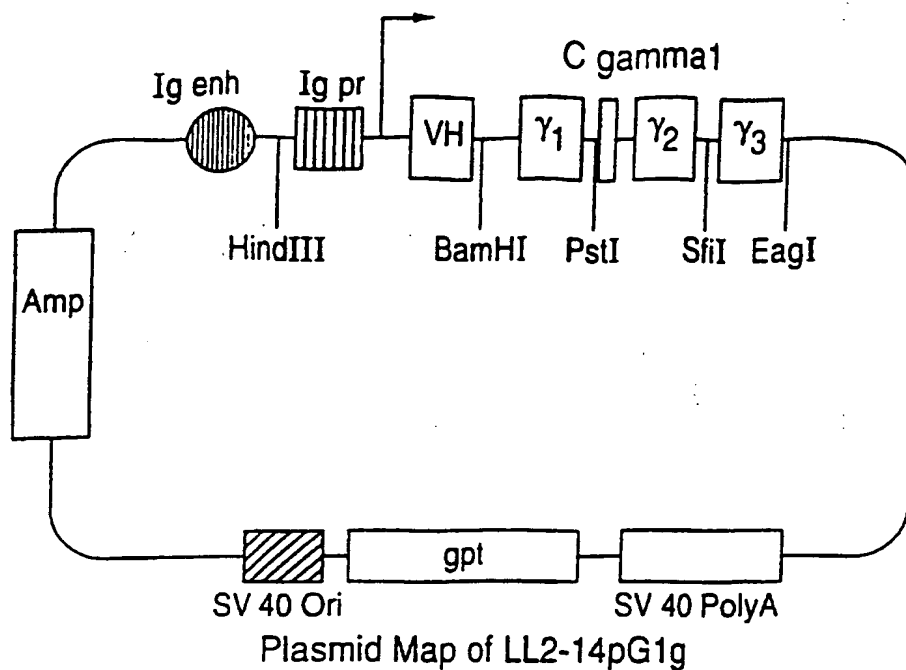 C gamma1
Ig enh
Ig pr
VH
γ1
γ2
γ3
HindIII
BamHI
PstI
SfiI
EagI
Amp
gpt
SV 40 Ori
SV 40 PolyA
Plasmid Map of LL2-14pG1g